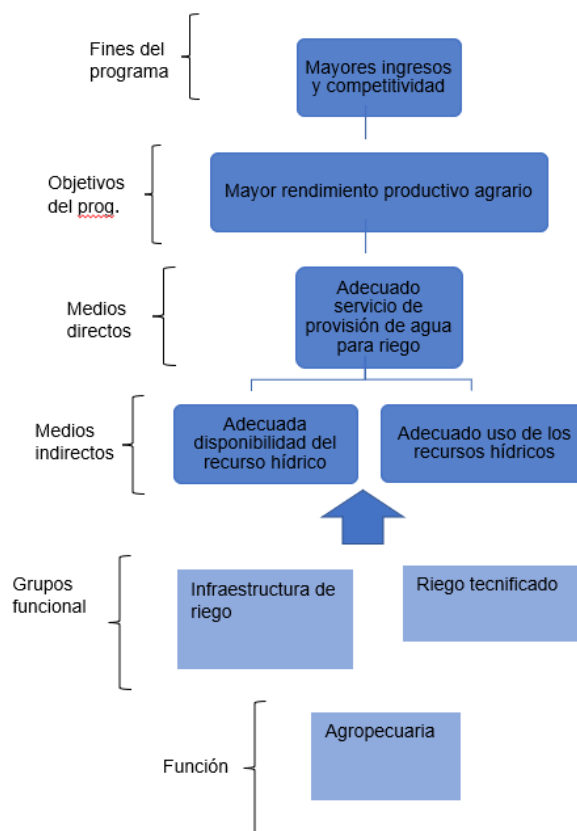 Fines del
programa
Mayores ingresos
y competitividad
Objetivos
del prog.
Mayor rendimiento productivo agrario
Medios
directos
Adecuado
servicio de
provisión de agua
para riego
Medios
indirectos
Adecuada
disponibilidad del
recurso hídrico
Adecuado uso de los
recursos hídricos
Grupos
funcional
Infraestructura de
riego
Riego tecnificado
Función
Agropecuaria